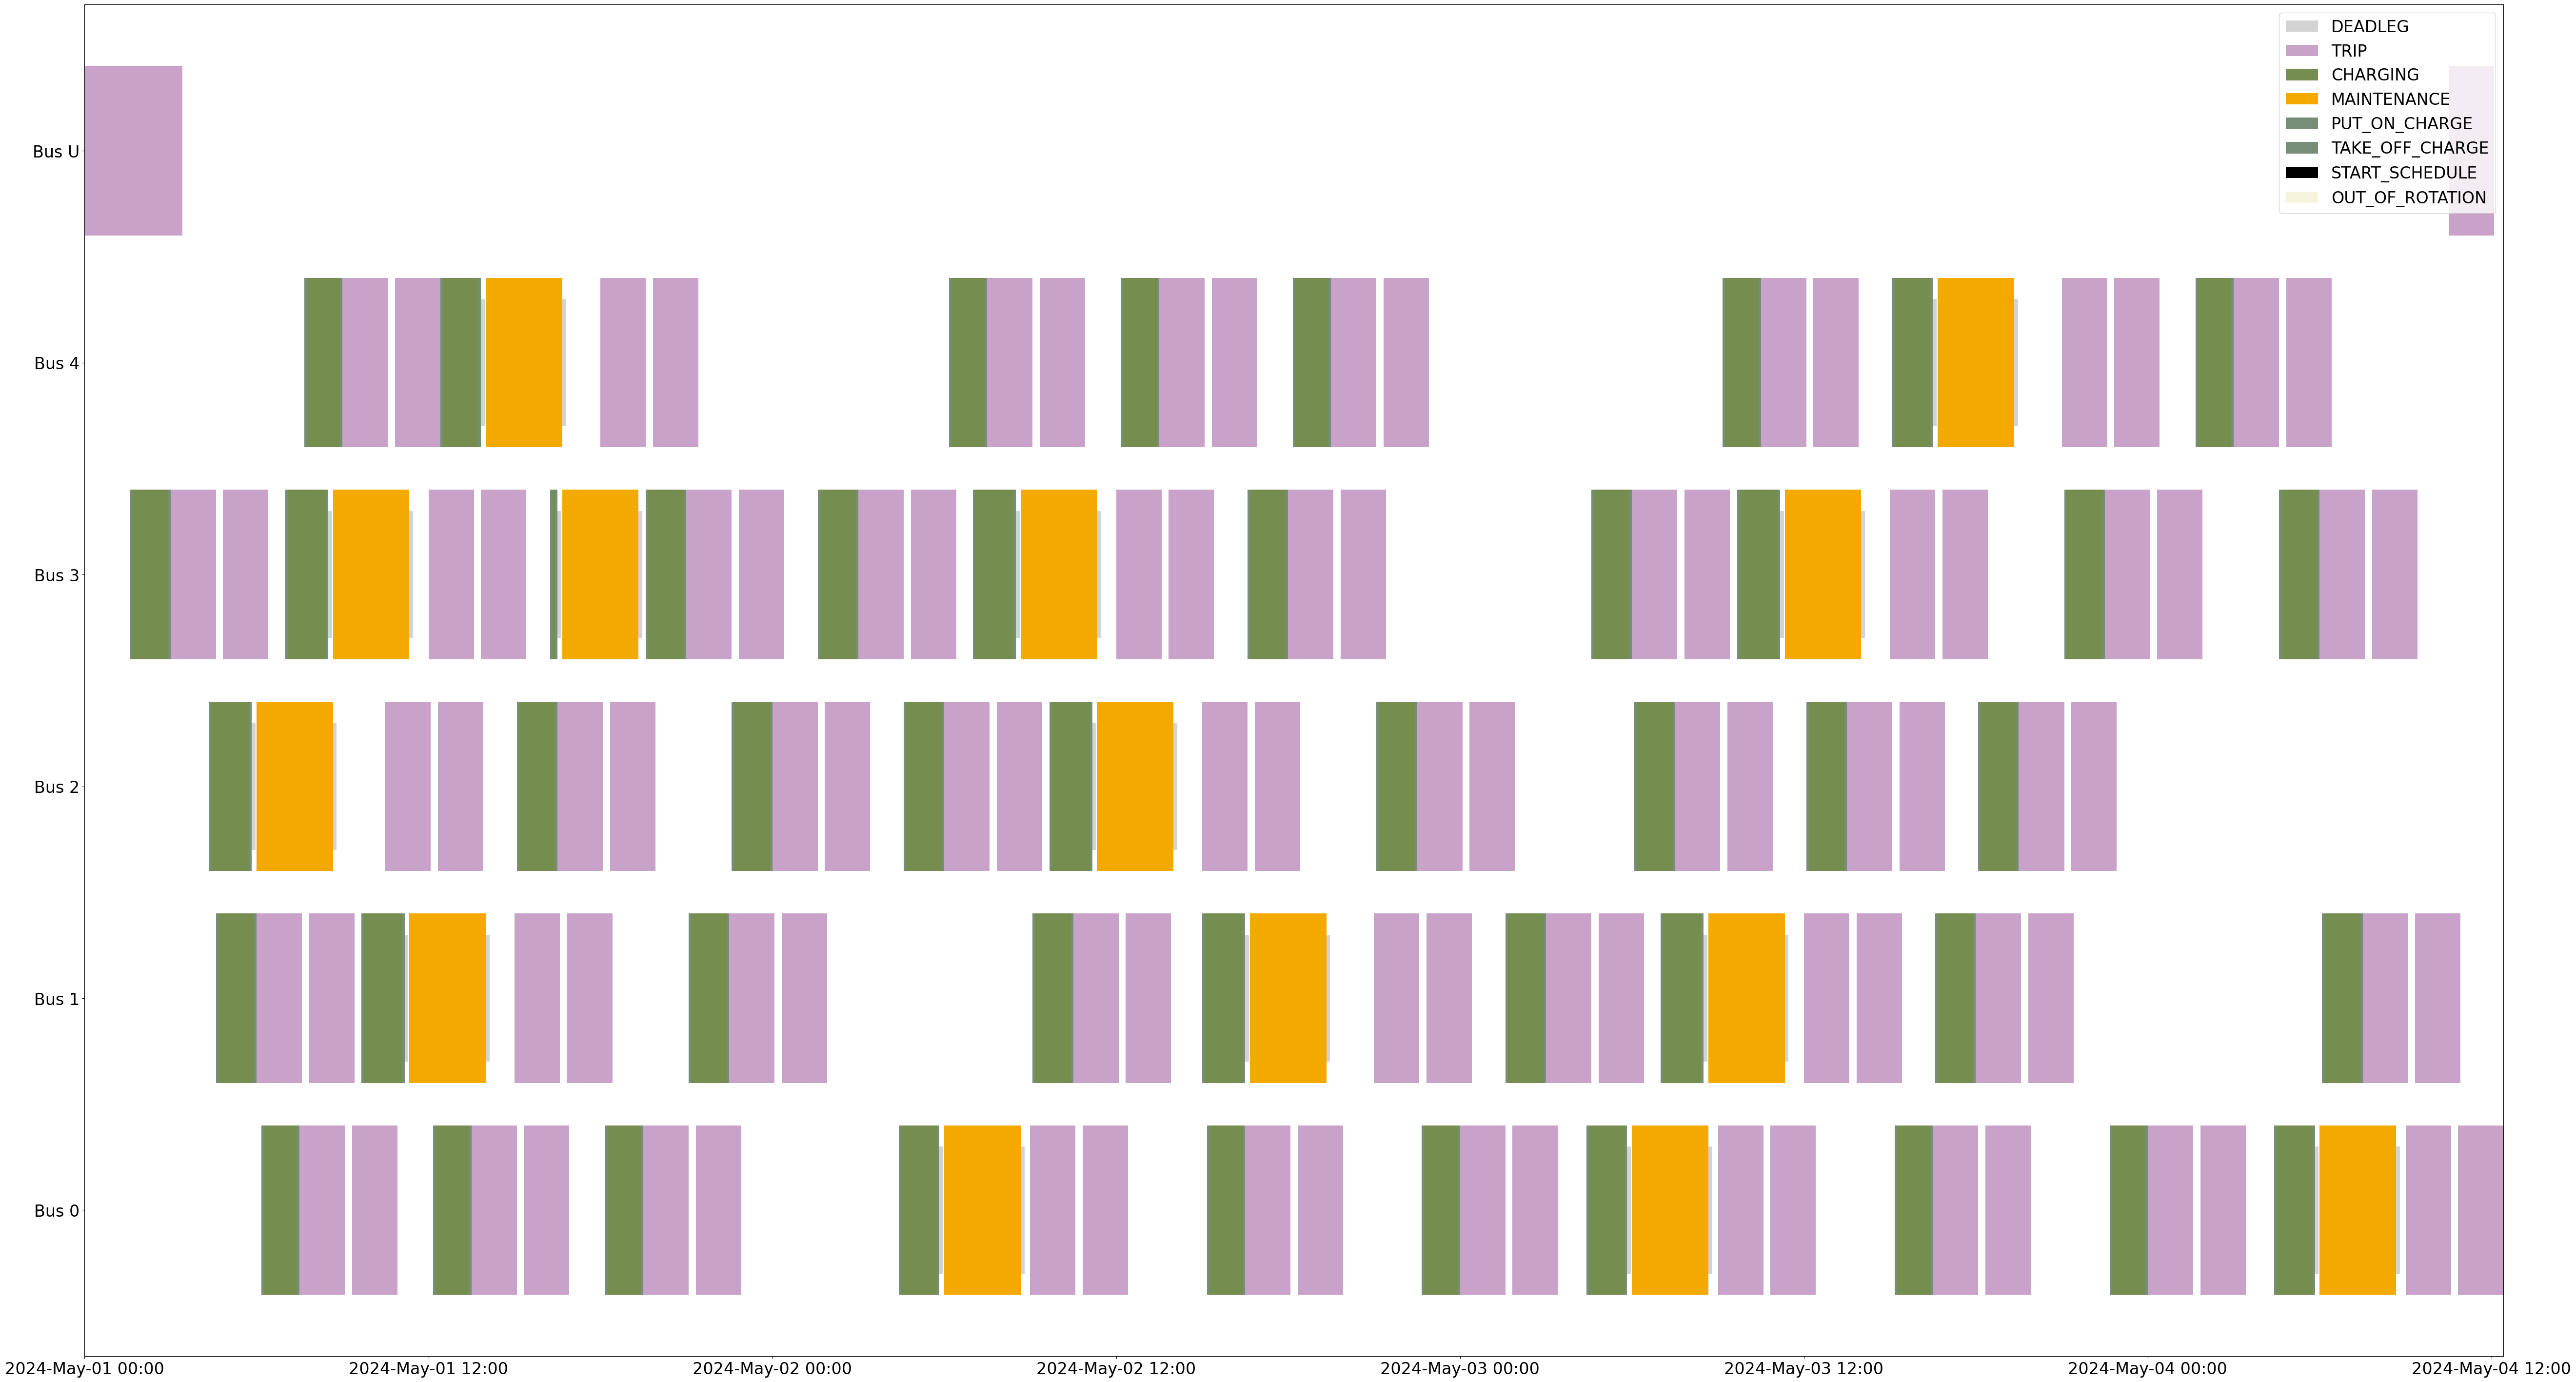 DEADLEG
TRIP
CHARGING
MAINTENANCE
PUT_ON_CHARGE
TAKE_OFF_CHARGE
START_SCHEDULE
OUT_OF_ROTATION
Bus U
Bus 4
Bus 3
Bus 2
Bus 1
Bus 0
2024-May-01 00:00 2024-May-01 12:00 2024-May-02 00:00 2024-May-02 12:00 2024-May-03 00:00 2024-May-03 12:00 2024-May-04 00:00 2024-May-04 12:00